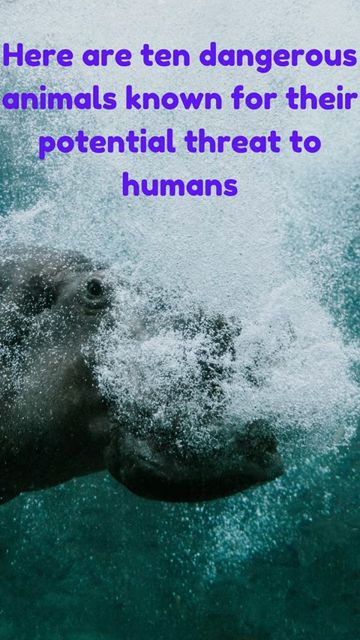 Here are ten dangerous
animals known for their
potential threat to
humans